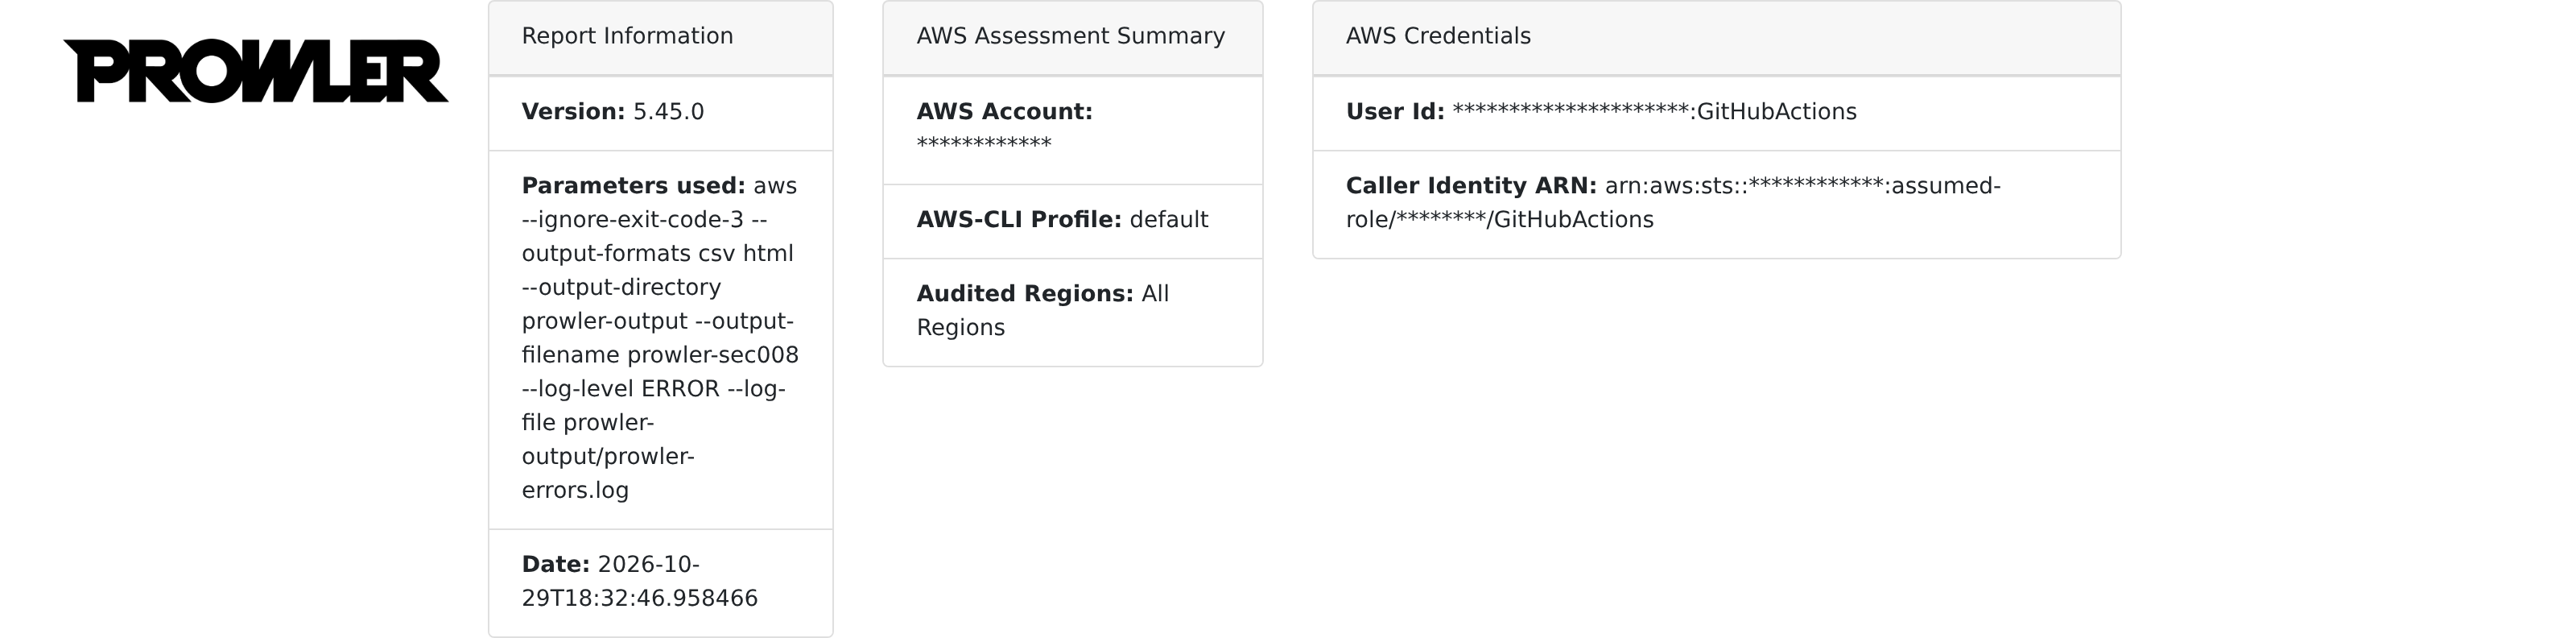 PROWLER
Report Information
Version: 5.45.0
Parameters used: aws
--ignore-exit-code-3 --
output-formats csv html
--output-directory
prowler-output --output-
filename prowler-sec008
--log-level ERROR --log-
file prowler-
output/prowler-
errors.log
Date: 2026-10-
29T18:32:46.958466
AWS Assessment Summary
AWS Account:
************
AWS-CLI Profile: default
Audited Regions: All
Regions
AWS Credentials
User Id: *********************:GitHubActions
Caller Identity ARN: arn:aws:sts::************:assumed-
role/********/GitHubActions